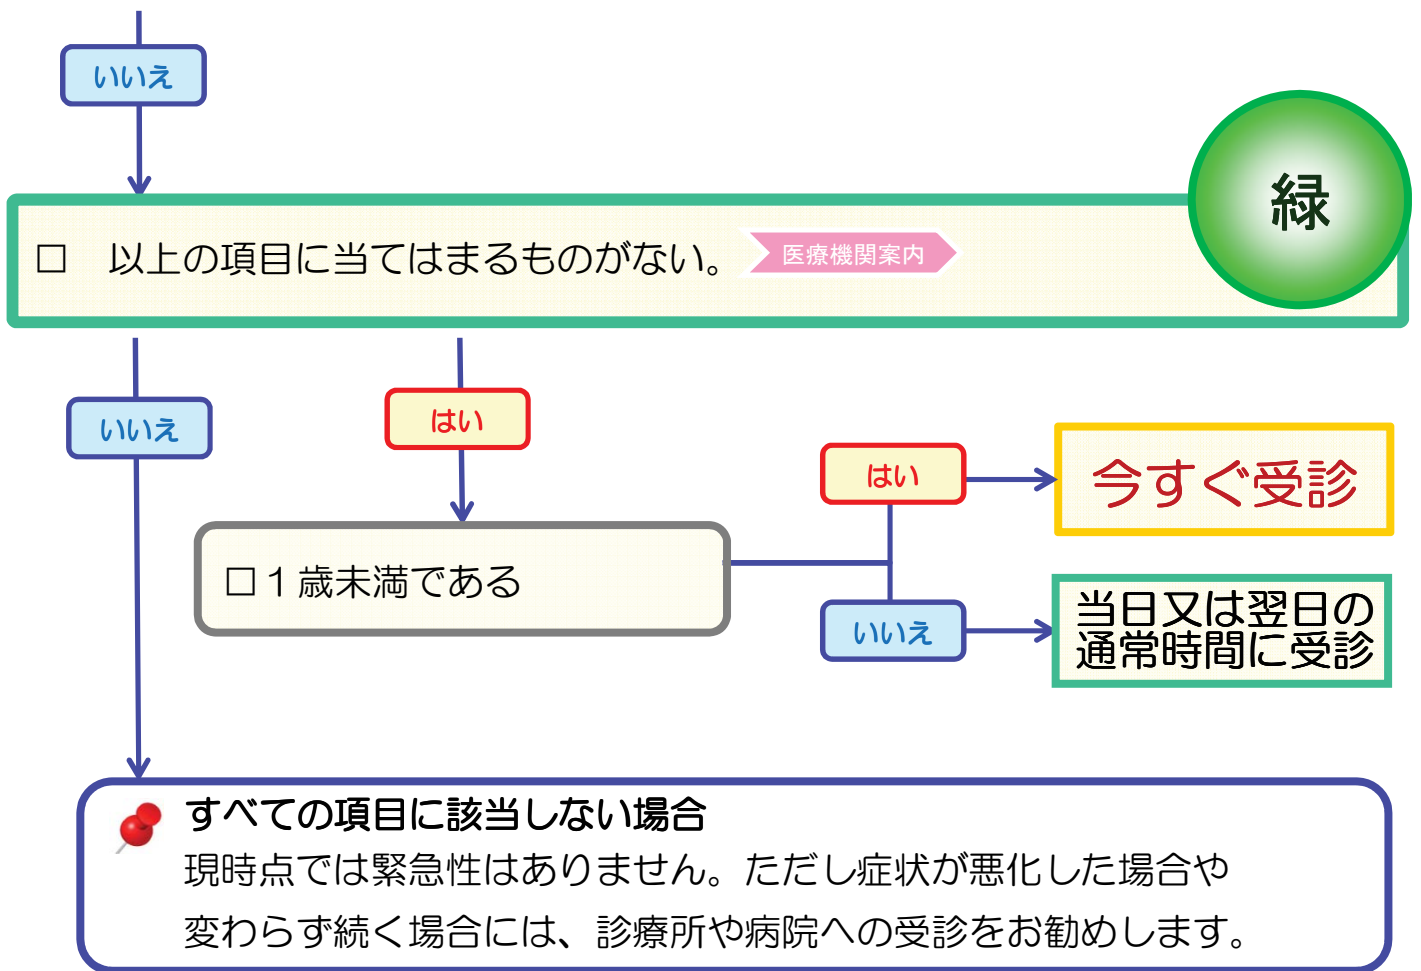 いいえ
緑
□ 以上の項目に当てはまるものがない。 医療機関案内
いいえ
はい
はい
今すぐ受診
□１歳未満である
いいえ
当日又は翌日の
通常時間に受診
すべての項目に該当しない場合
現時点では緊急性はありません。ただし症状が悪化した場合や
変わらず続く場合には、診療所や病院への受診をお勧めします。